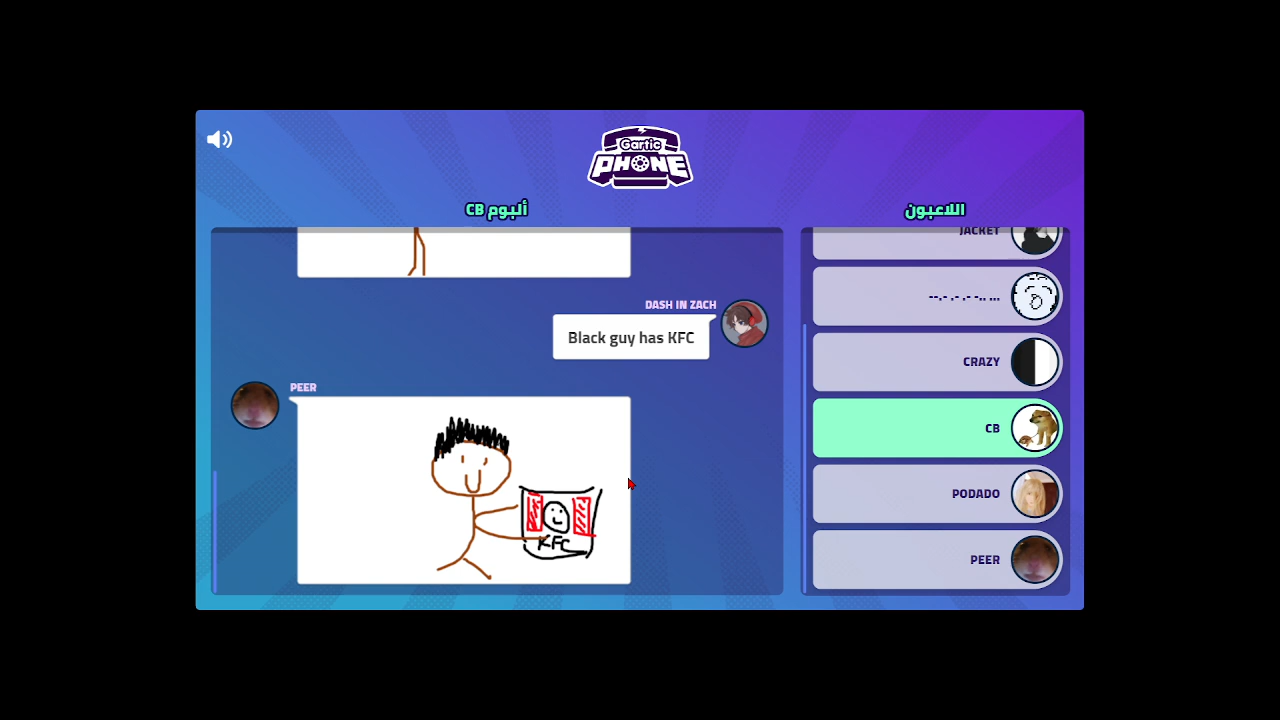 Gartic
PHONE
ألبوم CB
DASH IN ZACH
Black guy has KFC
PEER
KFC
اللاعبون
JACKET
--.- .- .- -.. ...
CRAZY
CB
PODADO
PEER